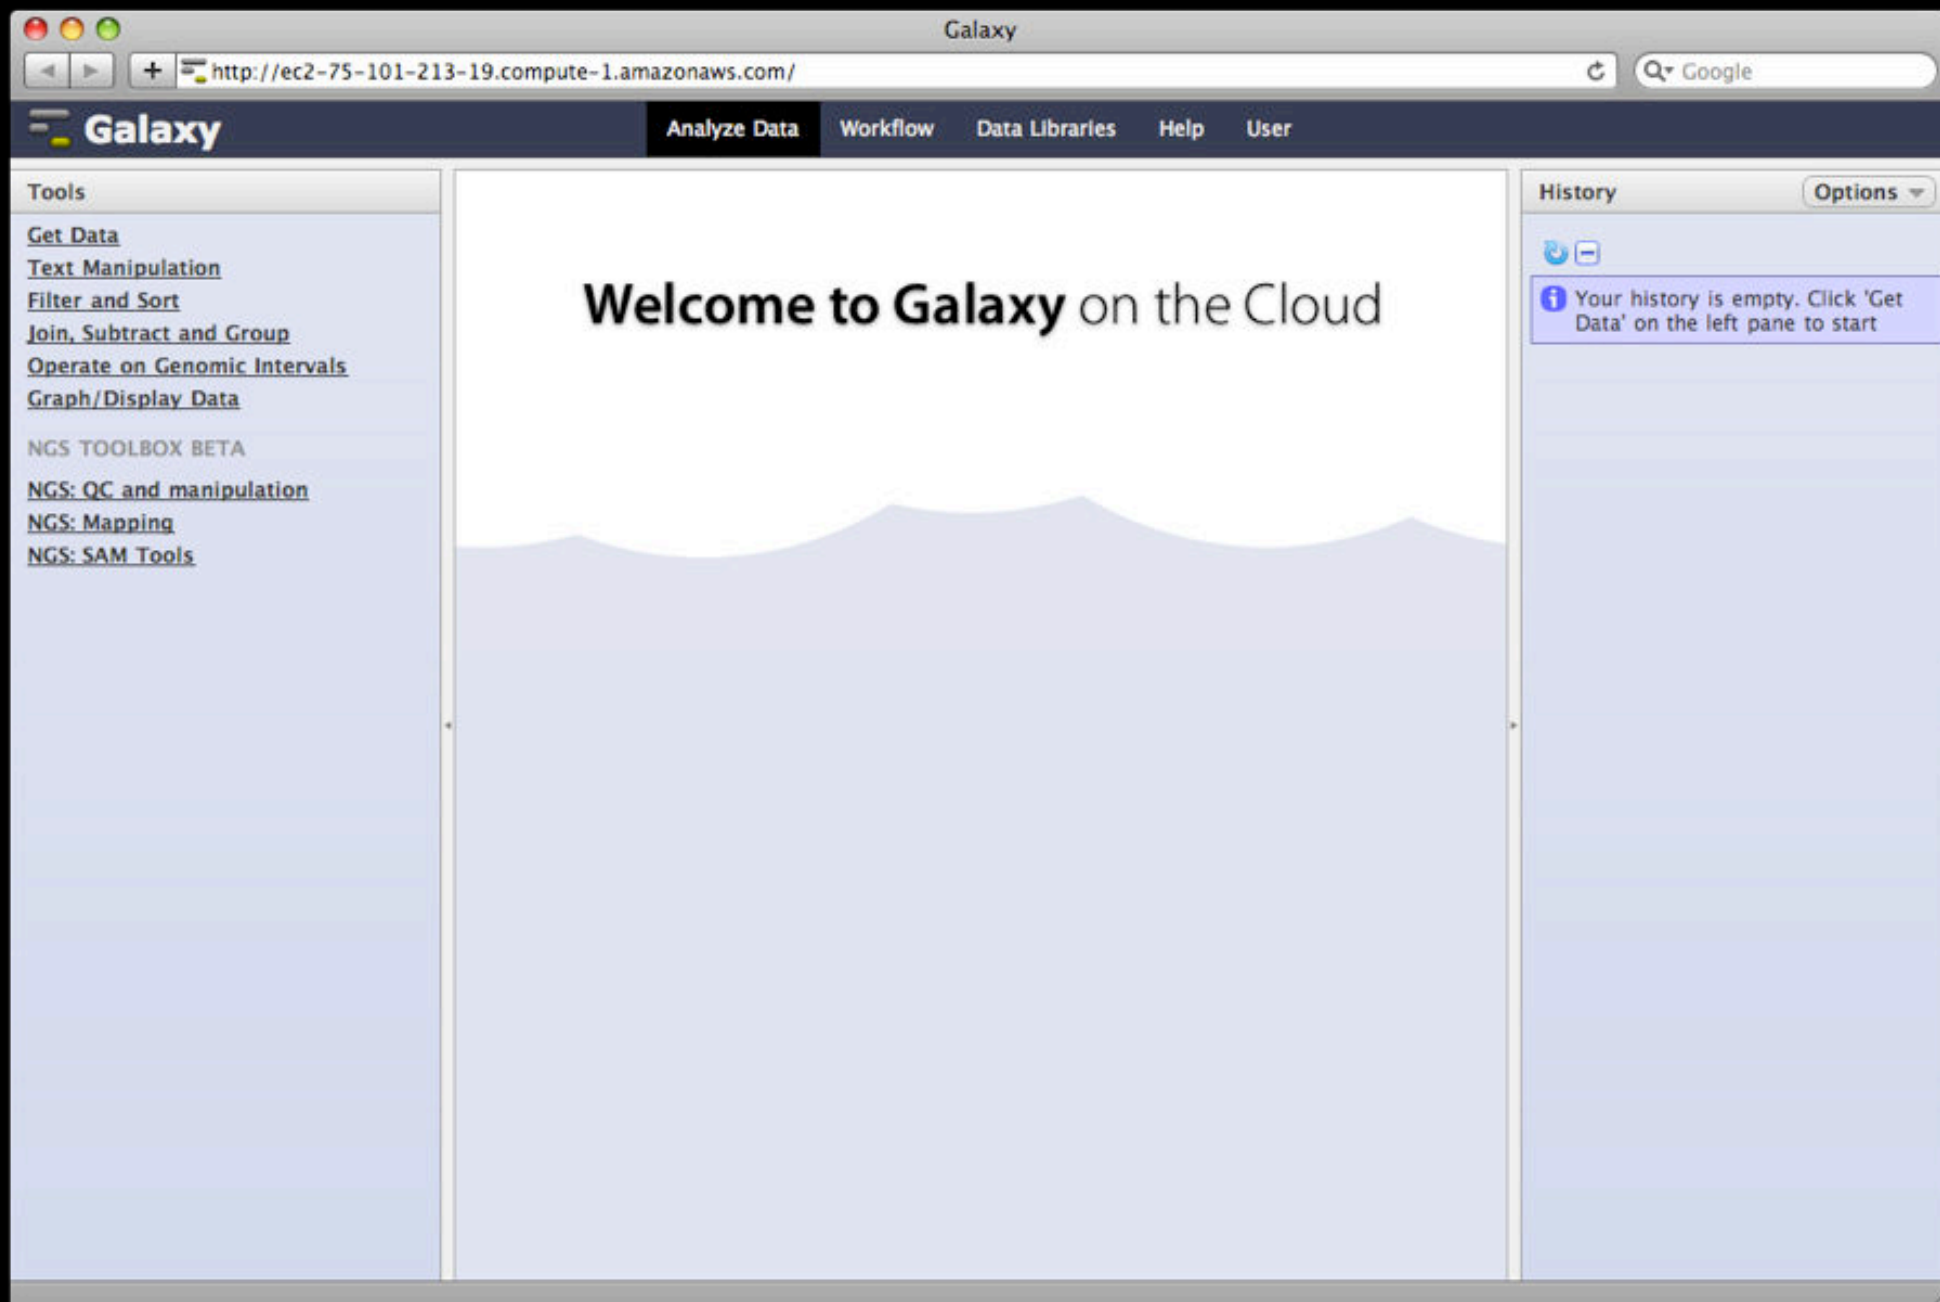 Galaxy
http://ec2-75-101-213-19.compute-1.amazonaws.com/
Google
Galaxy
Analyze Data
Workflow
Data Libraries
Help
User
Tools
Get Data
Text Manipulation
Filter and Sort
Join, Subtract and Group
Operate on Genomic Intervals
Graph/Display Data
NGS TOOLBOX BETA
NGS: QC and manipulation
NGS: Mapping
NGS: SAM Tools
Welcome to Galaxy on the Cloud
History
Options
Your history is empty. Click 'Get
Data' on the left pane to start